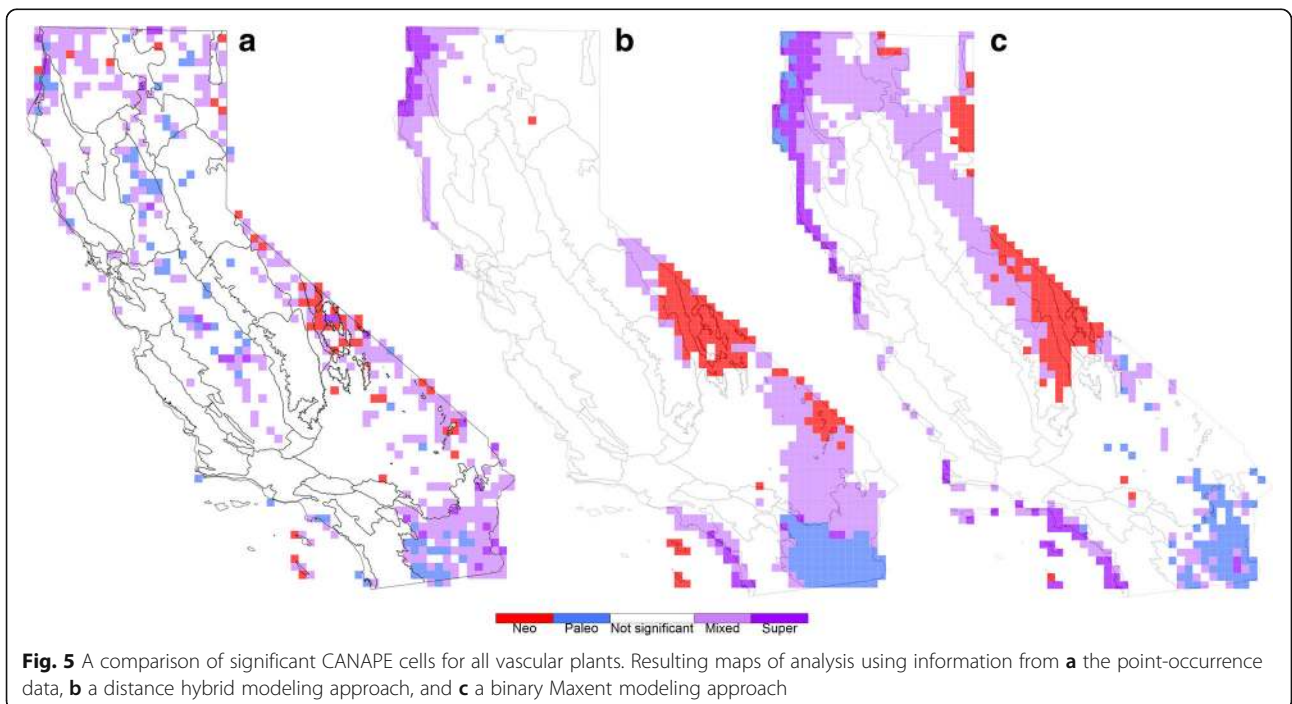 a
b
c
Neo Paleo Not significant Mixed Super
Fig. 5 A comparison of significant CANAPE cells for all vascular plants. Resulting maps of analysis using information from a the point-occurrence
data, b a distance hybrid modeling approach, and c a binary Maxent modeling approach